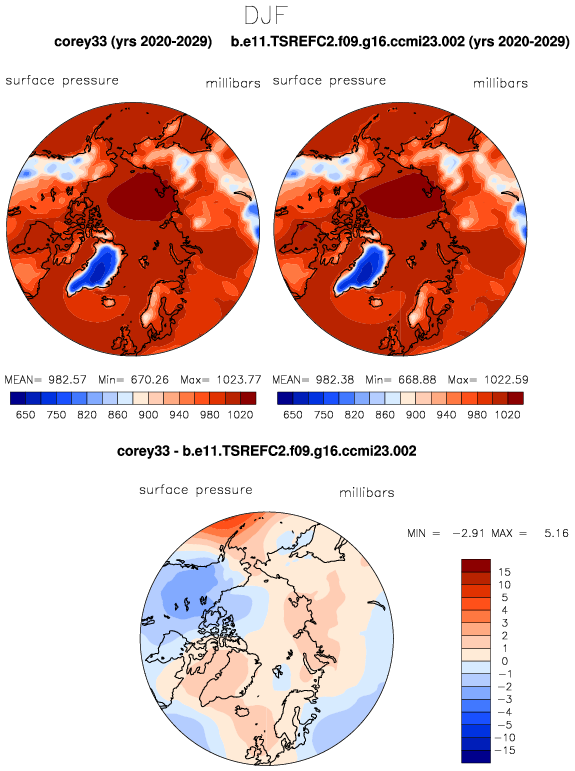 DJF
corey33 (yrs 2020-2029) b.e11.TSREFC2.f09.g16.ccmi23.002 (yrs 2020-2029)
surface pressure millibars surface pressure millibars
MEAN= 982.57 Min= 670.26 Max= 1023.77 MEAN= 982.38 Min= 668.88 Max= 1022.59
650 750 820 860 900 940 980 1020 650 750 820 860 900 940 980 1020
corey33 - b.e11.TSREFC2.f09.g16.ccmi23.002
surface pressure millibars
MIN = -2.91 MAX = 5.16
15
10
5
4
3
2
1
0
-1
-2
-3
-4
-5
-10
-15